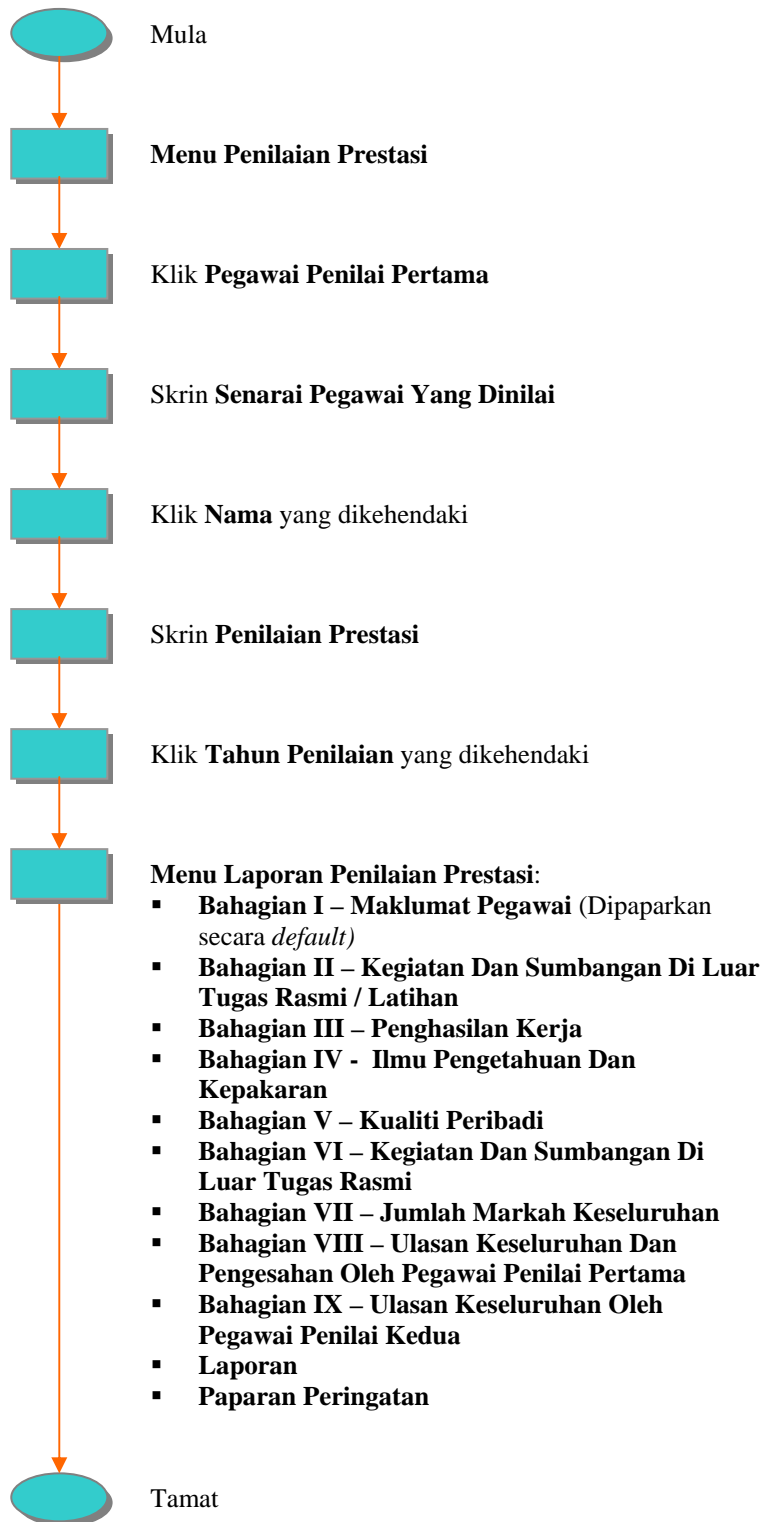 Mula
Menu Penilaian Prestasi
Klik Pegawai Penilai Pertama
Skrin Senarai Pegawai Yang Dinilai
Klik Nama yang dikehendaki
Skrin Penilaian Prestasi
Klik Tahun Penilaian yang dikehendaki
Menu Laporan Penilaian Prestasi:
▪ Bahagian I – Maklumat Pegawai (Dipaparkan
secara default)
▪ Bahagian II – Kegiatan Dan Sumbangan Di Luar
Tugas Rasmi / Latihan
▪ Bahagian III – Penghasilan Kerja
▪ Bahagian IV - Ilmu Pengetahuan Dan
Kepakaran
▪ Bahagian V – Kualiti Peribadi
▪ Bahagian VI – Kegiatan Dan Sumbangan Di
Luar Tugas Rasmi
▪ Bahagian VII – Jumlah Markah Keseluruhan
▪ Bahagian VIII – Ulasan Keseluruhan Dan
Pengesahan Oleh Pegawai Penilai Pertama
▪ Bahagian IX – Ulasan Keseluruhan Oleh
Pegawai Penilai Kedua
▪ Laporan
▪ Paparan Peringatan
Tamat